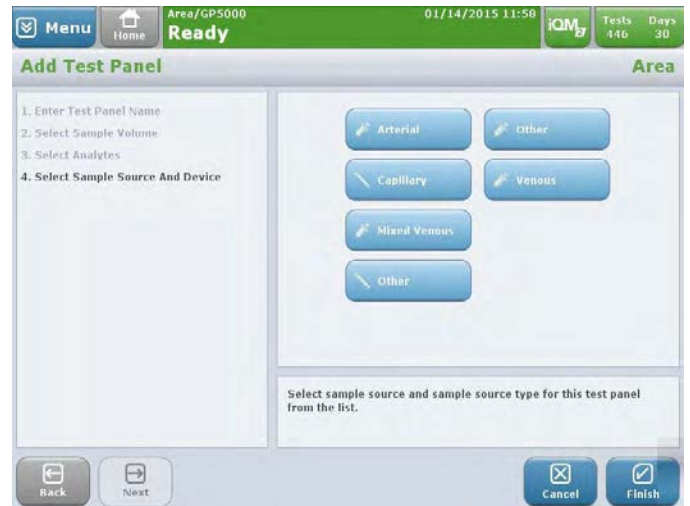 Menu
Home
Area/GP5000
Ready
01/14/2015 11:58
iQM2
Tests Days
446 30
Add Test Panel
Area
1. Enter Test Panel Name
2. Select Sample Volume
3. Select Analytes
4. Select Sample Source And Device
Arterial
Other
Capillary
Venous
Mixed Venous
Other
Select sample source and sample source type for this test panel
from the list.
Back
Next
Cancel
Finish